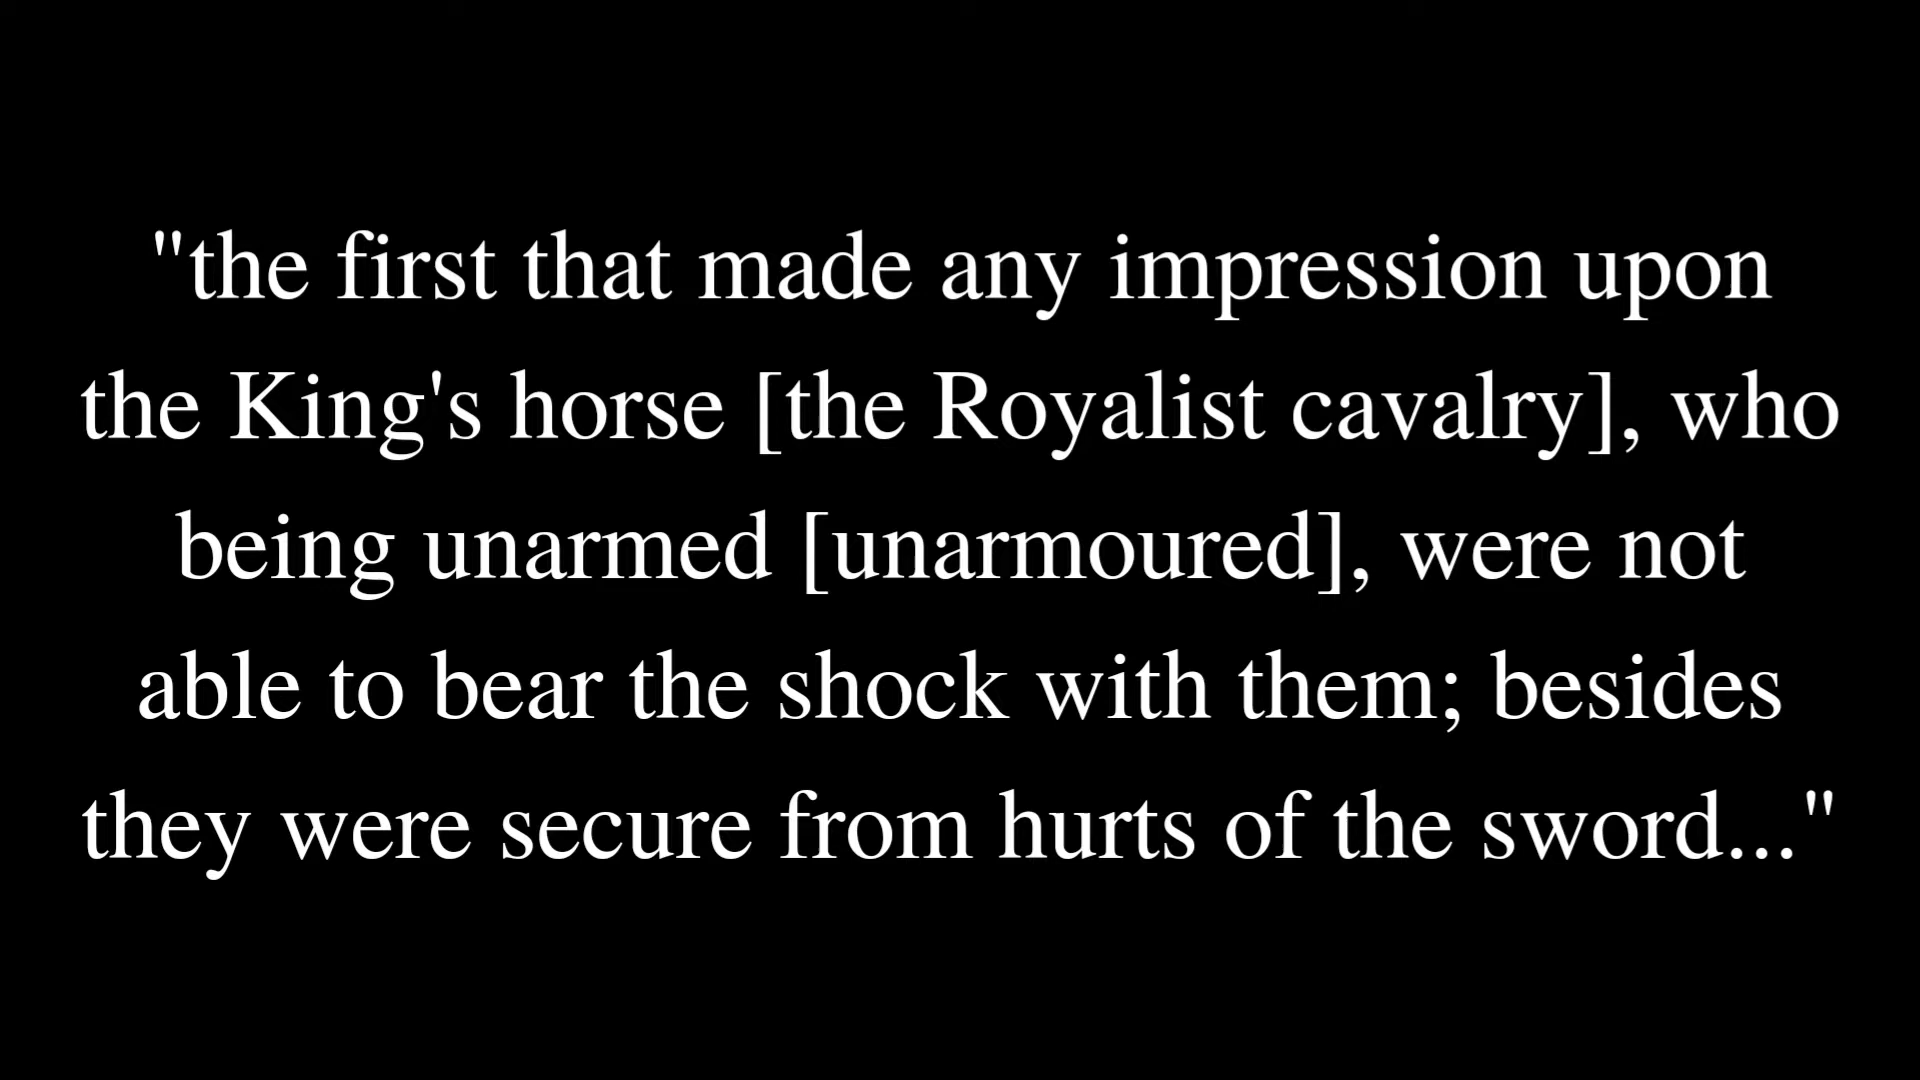 "the first that made any impression upon
the King's horse [the Royalist cavalry], who
being unarmed [unarmoured], were not
able to bear the shock with them; besides
they were secure from hurts of the sword..."